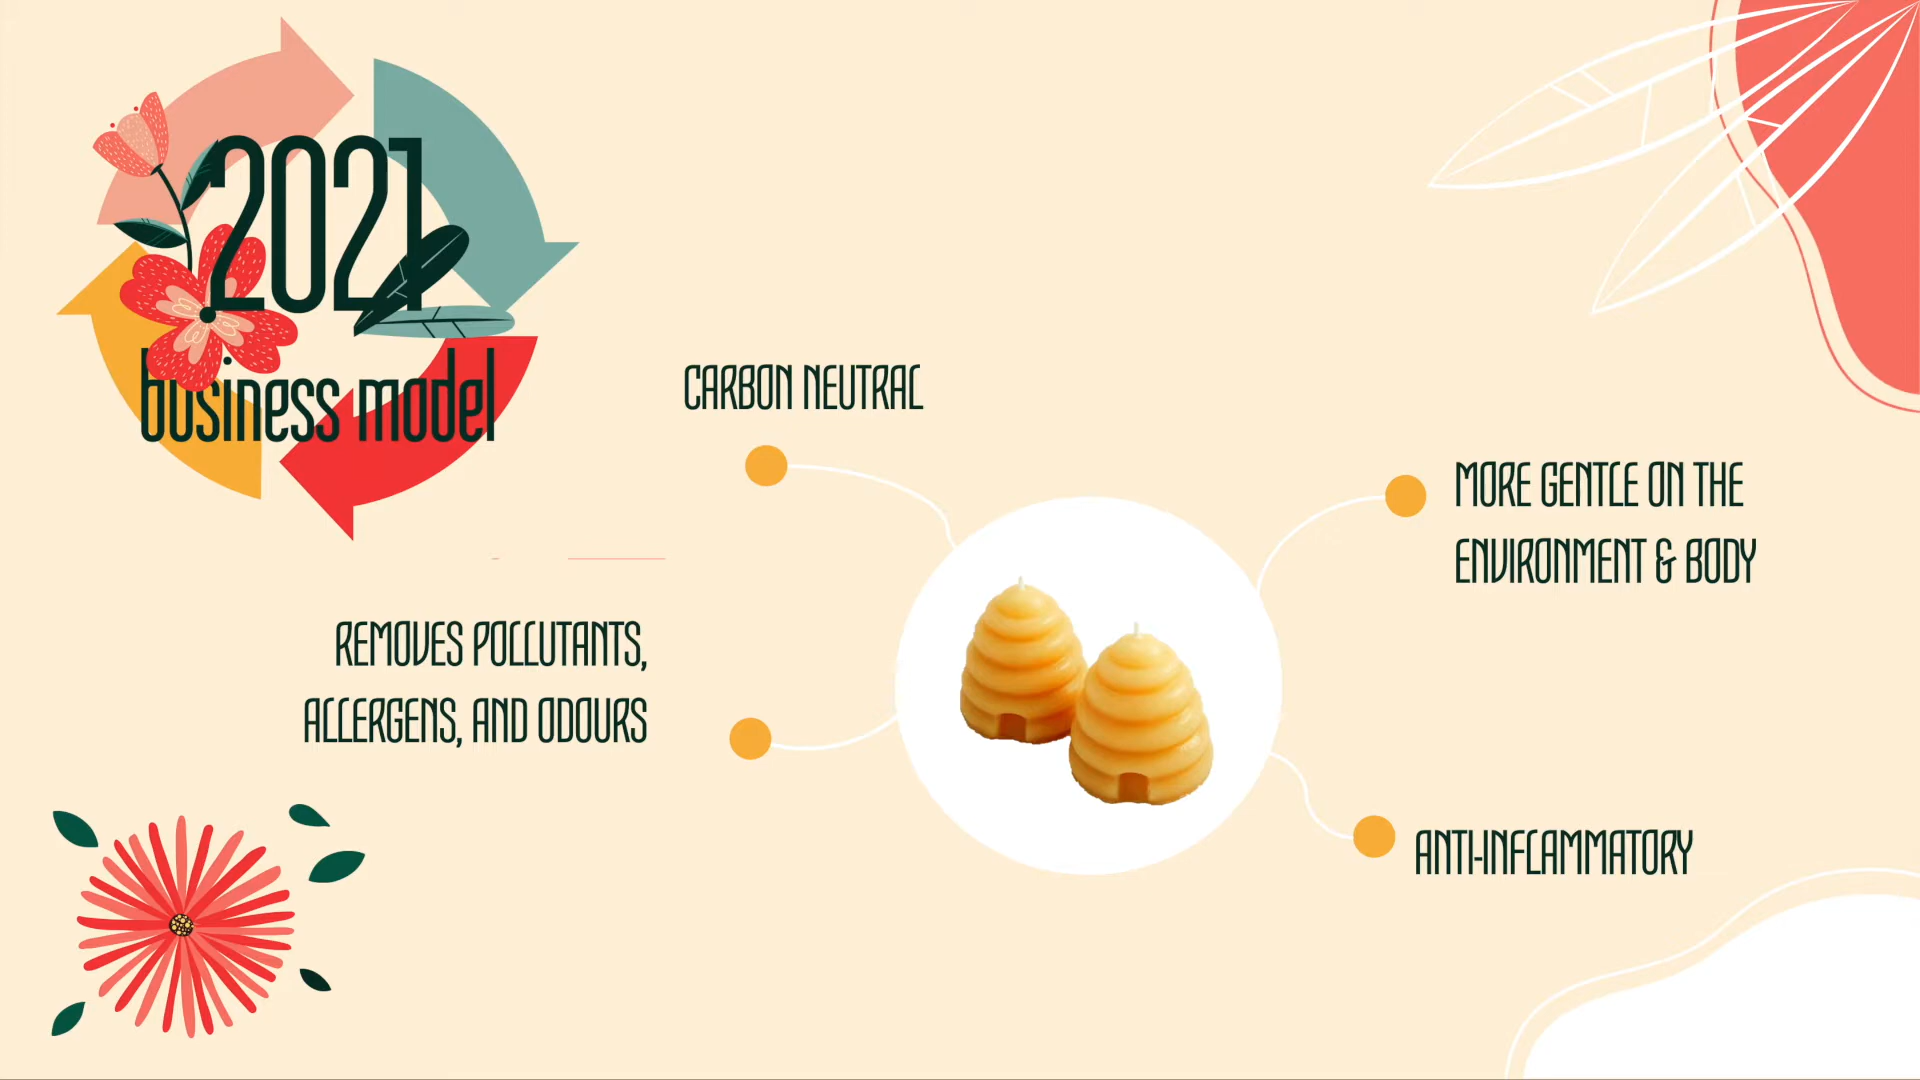 2021
business model
CARBON NEUTRAL
MORE GENTLE ON THE
ENVIRONMENT & BODY
REMOVES POLLUTANTS,
ALLERGENS, AND ODOURS
ANTI-INFLAMMATORY